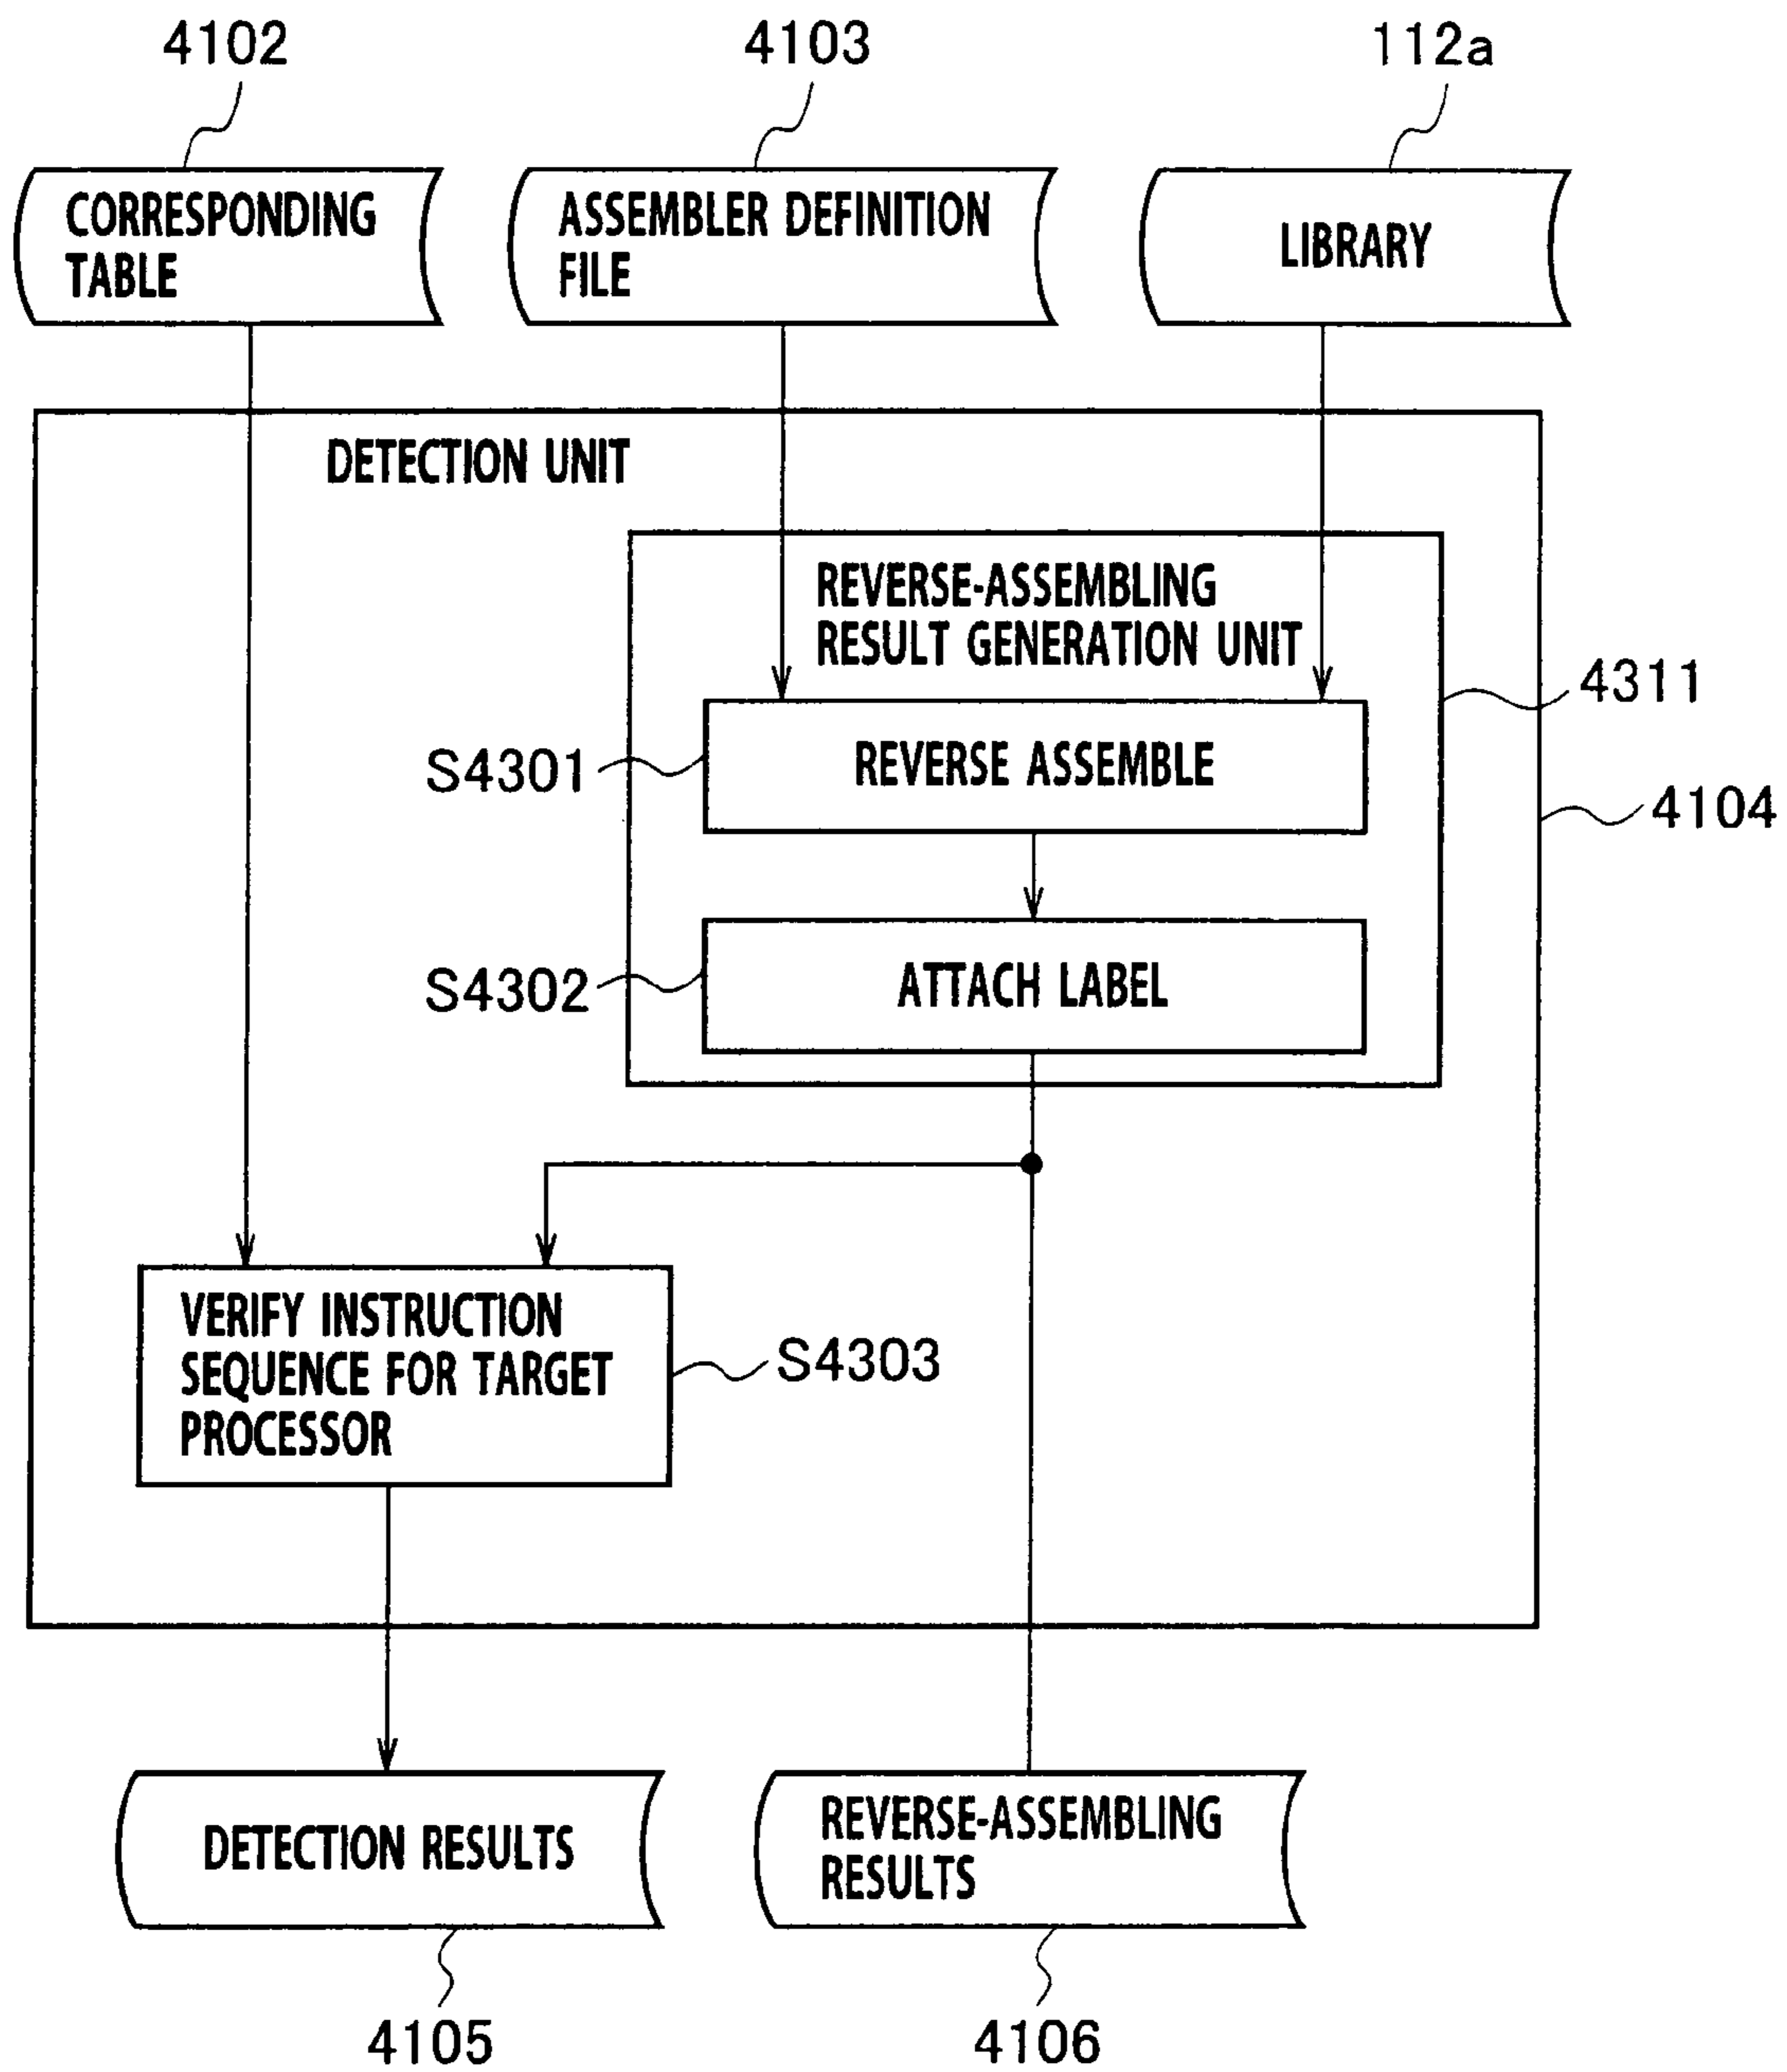 4102
4103
112a
CORRESPONDING
TABLE
ASSEMBLER DEFINITION
FILE
LIBRARY
DETECTION UNIT
REVERSE-ASSEMBLING
RESULT GENERATION UNIT
4311
S4301
REVERSE ASSEMBLE
4104
S4302
ATTACH LABEL
VERIFY INSTRUCTION
SEQUENCE FOR TARGET
PROCESSOR
S4303
DETECTION RESULTS
REVERSE-ASSEMBLING
RESULTS
4105
4106